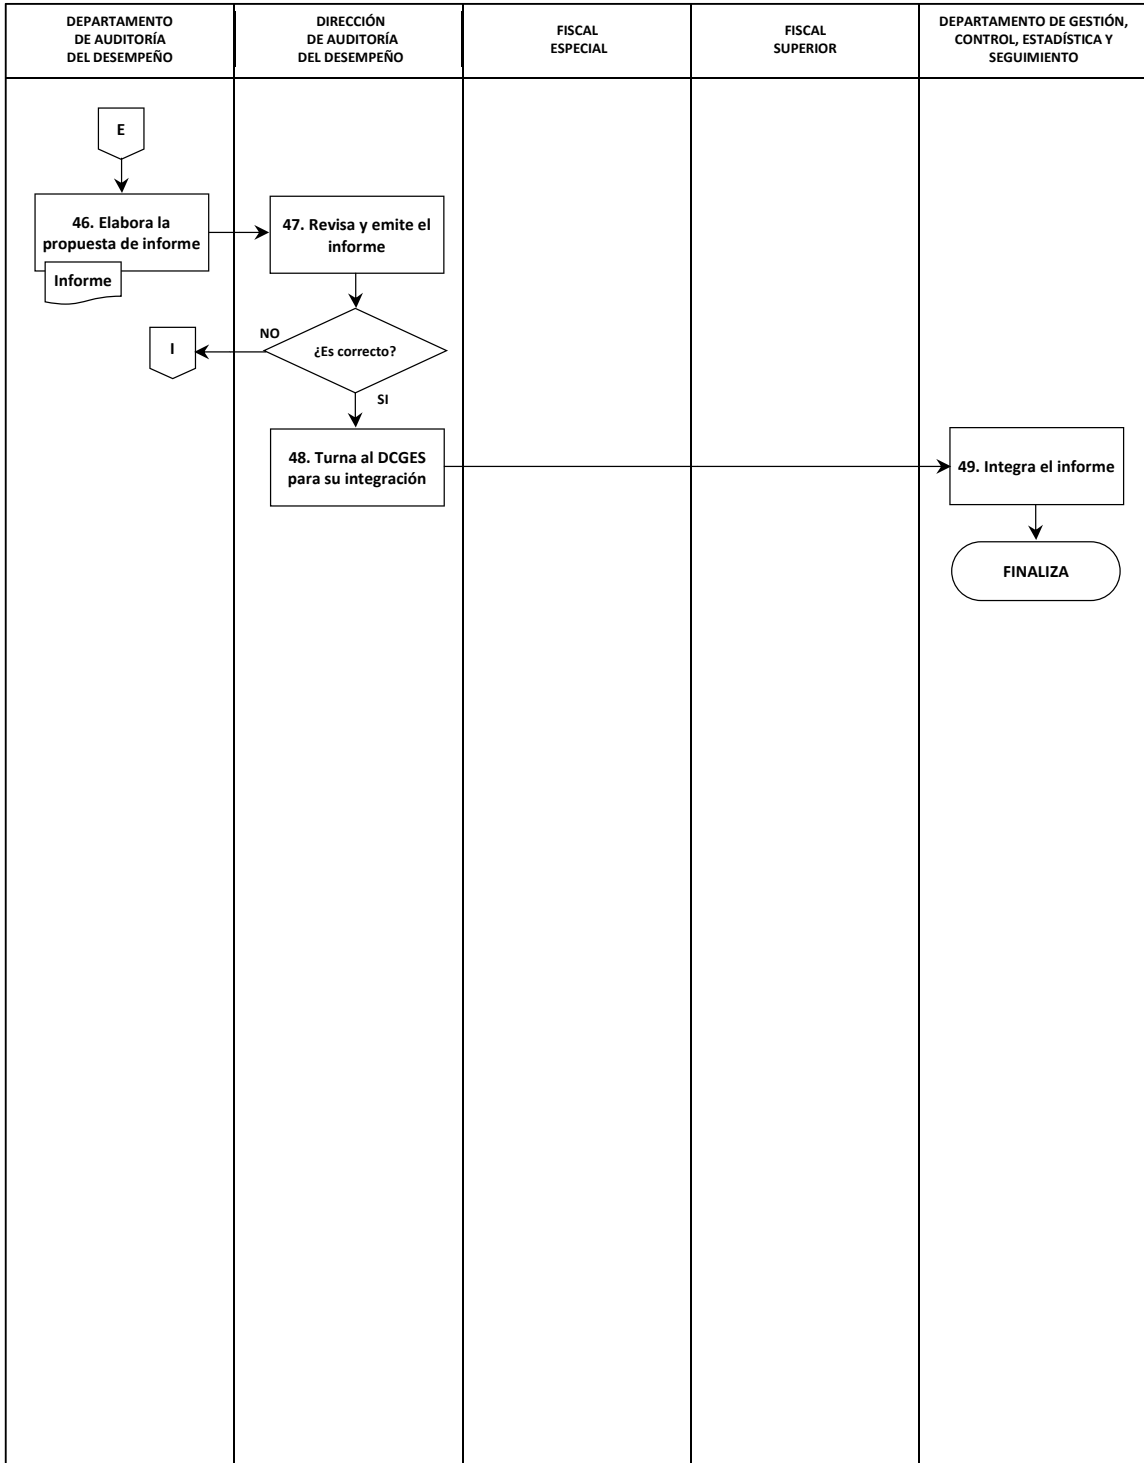 DEPARTAMENTO
DE AUDITORÍA
DEL DESEMPEÑO
DIRECCIÓN
DE AUDITORÍA
DEL DESEMPEÑO
FISCAL
ESPECIAL
FISCAL
SUPERIOR
DEPARTAMENTO DE GESTIÓN,
CONTROL, ESTADÍSTICA Y
SEGUIMIENTO
E
46. Elabora la
propuesta de informe
Informe
47. Revisa y emite el
informe
NO
¿Es correcto?
I
SI
48. Turna al DCGES
para su integración
49. Integra el informe
FINALIZA